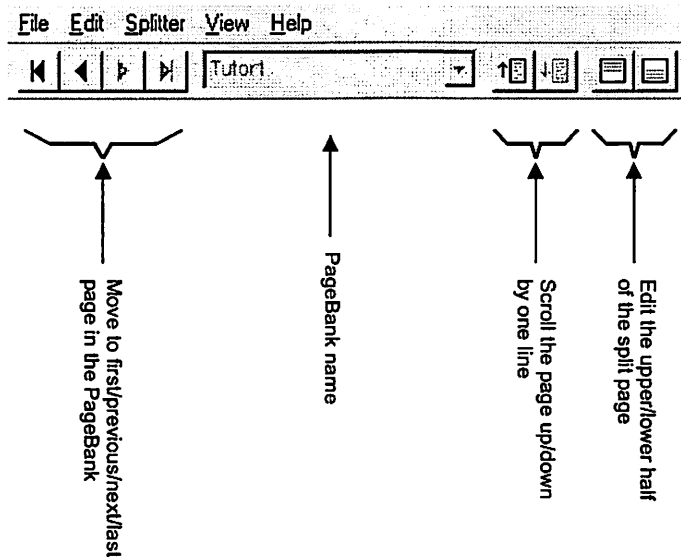 File Edit Splitter View Help
Tutor1
Move to first/previous/next/last
page in the PageBank
PageBank name
Scroll the page up/down
by one line
Edit the upper/lower half
of the split page